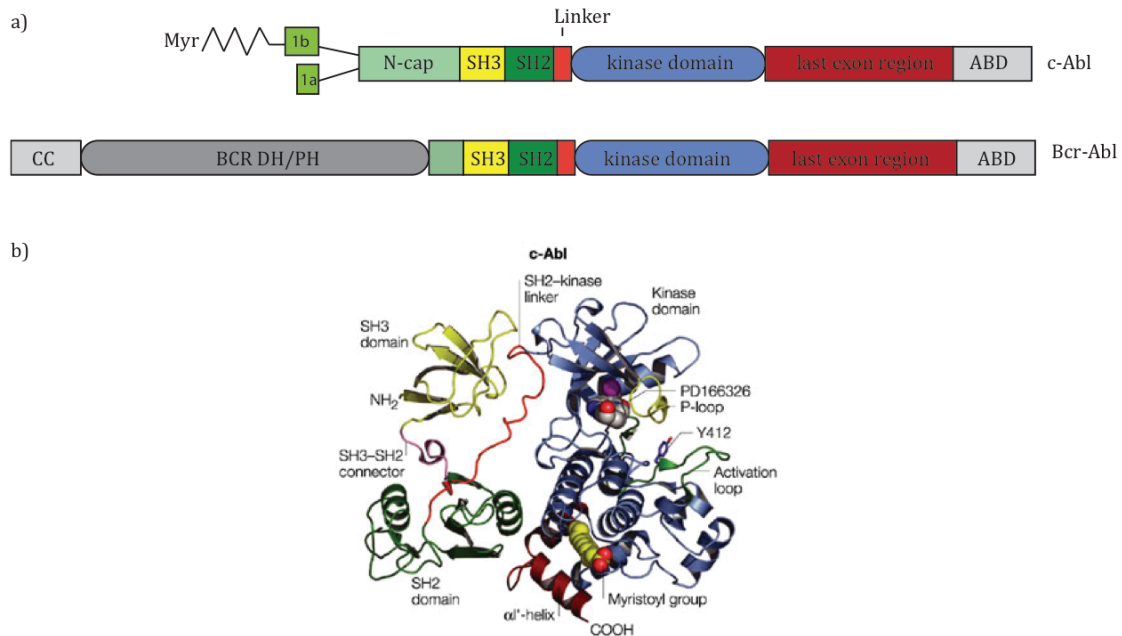 a)
Linker
Myr
1b
1a
N-cap
SH3
SH2
kinase domain
last exon region
ABD
c-Abl
CC
BCR DH/PH
SH3
SH2
kinase domain
last exon region
ABD
Bcr-Abl
b)
c-Abl
SH2–kinase
linker
Kinase
domain
SH3
domain
NH2
PD166326
P-loop
Y412
SH3–SH2
connector
Activation
loop
SH2
domain
αI'-helix
Myristoyl group
COOH